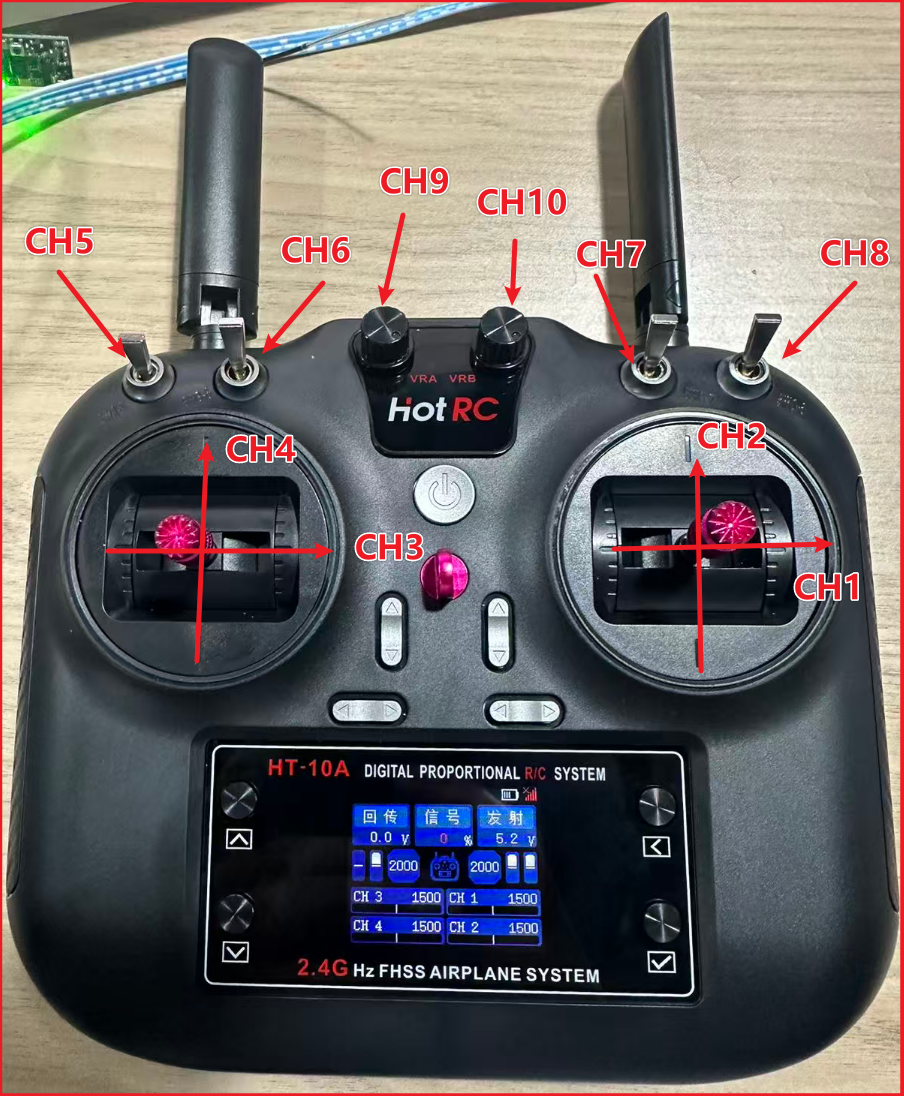 CH9
CH10
CH5
CH6
CH7
CH8
VRA VRB
HotRC
CH4
CH2
CH3
CH1
HT-10A DIGITAL PROPORTIONAL R/C SYSTEM
回传 信号 发射
0.0 V 0 % 5.2 V
2000 2000
CH 3 1500 CH 1 1500
CH 4 1500 CH 2 1500
2.4G Hz FHSS AIRPLANE SYSTEM